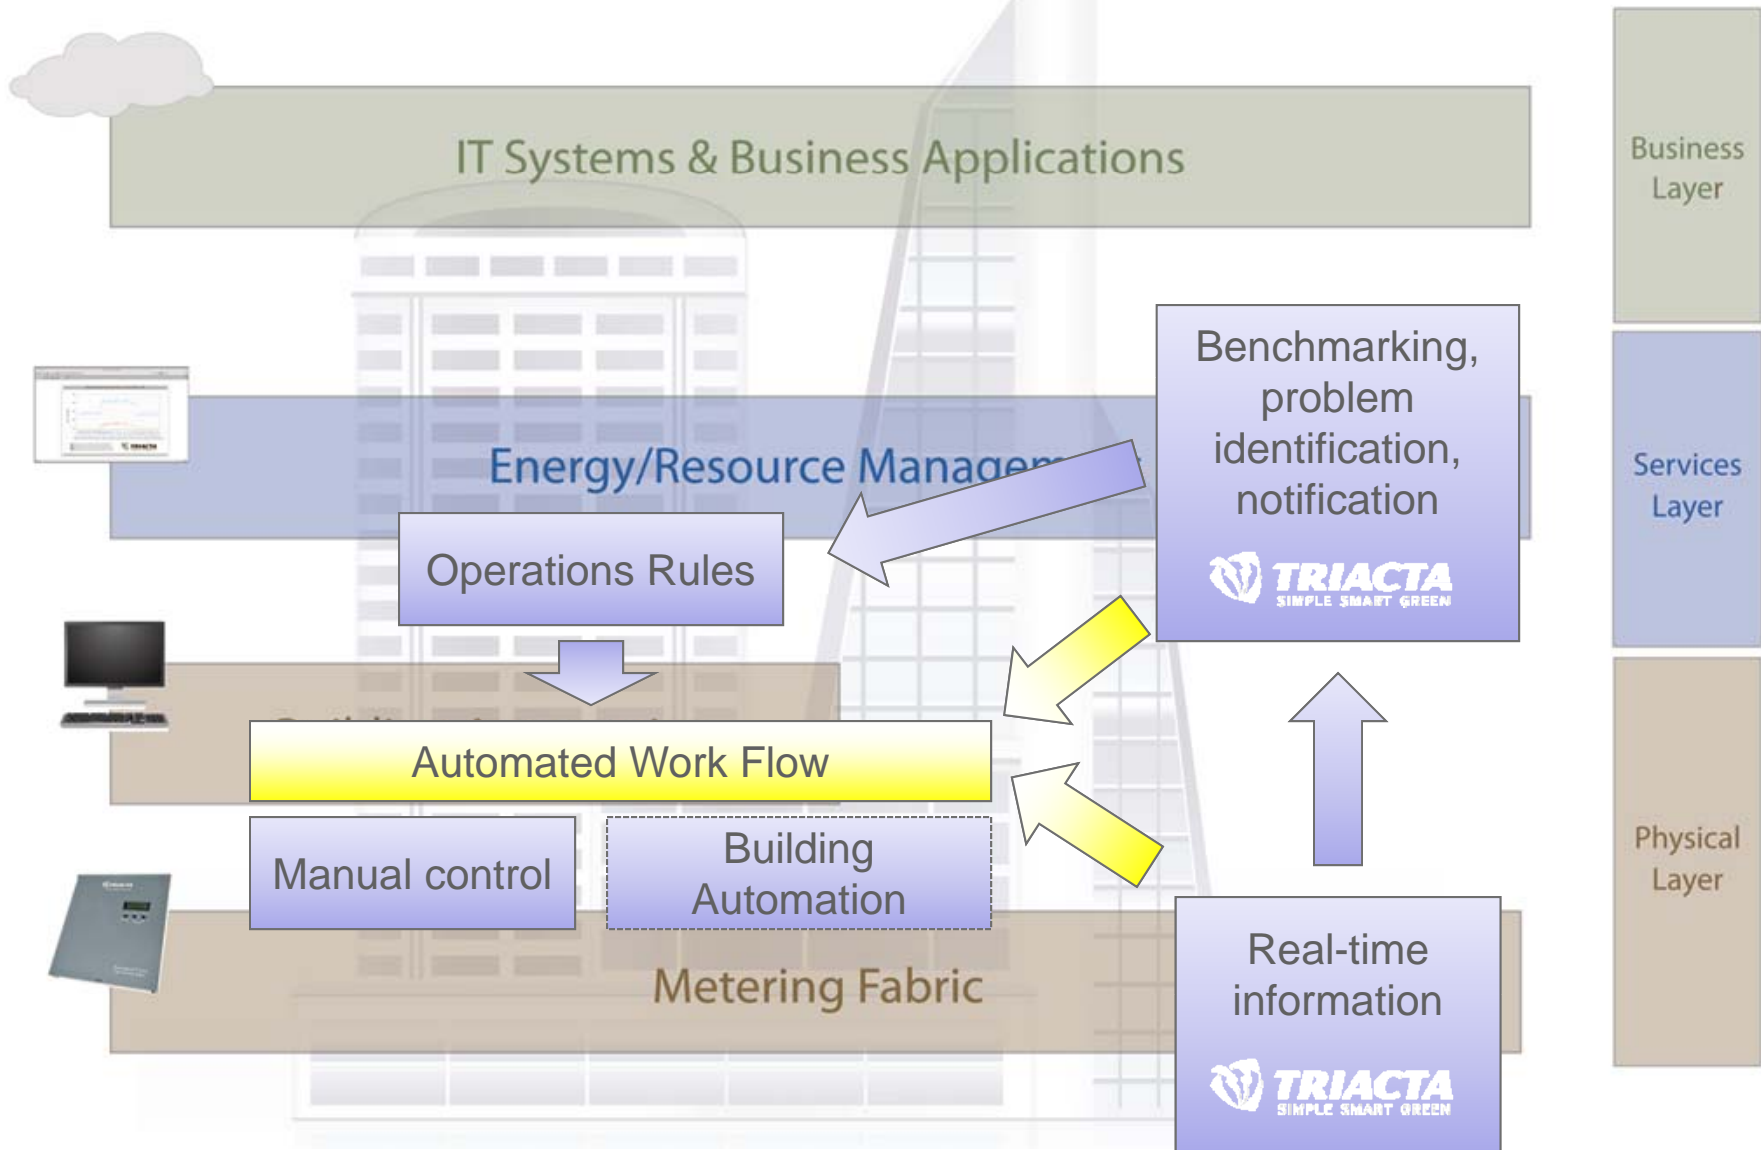 IT Systems & Business Applications
Business
Layer
Benchmarking,
problem
identification,
notification
TRIACTA
SIMPLE SMART GREEN
Energy/Resource
Services
Layer
Operations Rules
Automated Work Flow
Manual control
Building
Automation
Physical
Layer
Metering Fabric
Real-time
information
TRIACTA
SIMPLE SMART GREEN